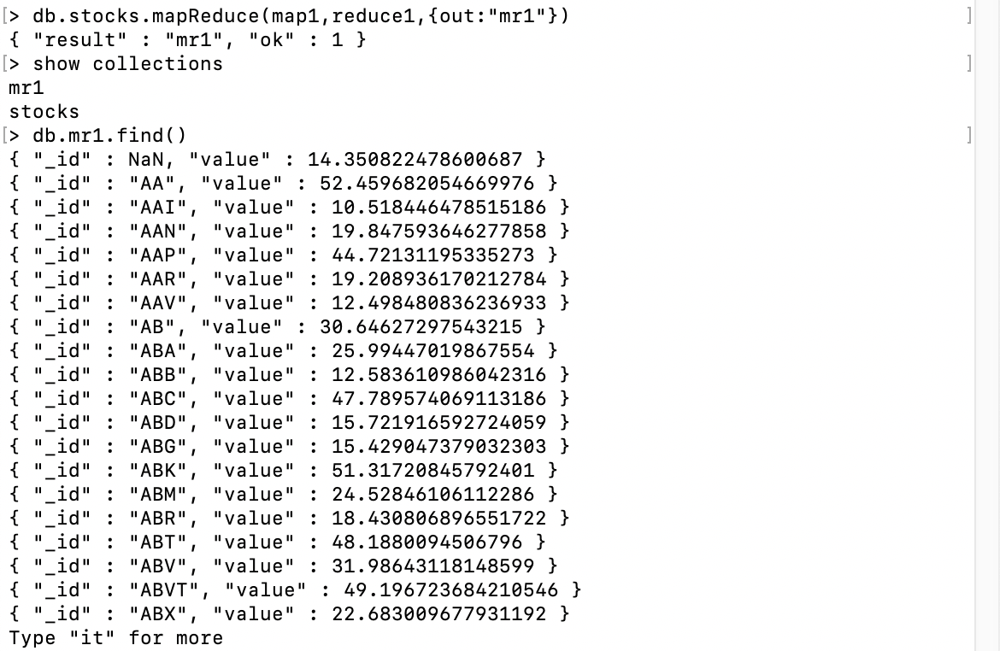 [> db.stocks.mapReduce(map1,reduce1,{out:"mr1"}) ]
{ "result" : "mr1", "ok" : 1 }
[> show collections ]
mr1
stocks
[> db.mr1.find() ]
{ "_id" : NaN, "value" : 14.350822478600687 }
{ "_id" : "AA", "value" : 52.459682054669976 }
{ "_id" : "AAI", "value" : 10.518446478515186 }
{ "_id" : "AAN", "value" : 19.847593646277858 }
{ "_id" : "AAP", "value" : 44.72131195335273 }
{ "_id" : "AAR", "value" : 19.208936170212784 }
{ "_id" : "AAV", "value" : 12.498480836236933 }
{ "_id" : "AB", "value" : 30.64627297543215 }
{ "_id" : "ABA", "value" : 25.99447019867554 }
{ "_id" : "ABB", "value" : 12.583610986042316 }
{ "_id" : "ABC", "value" : 47.789574069113186 }
{ "_id" : "ABD", "value" : 15.721916592724059 }
{ "_id" : "ABG", "value" : 15.429047379032303 }
{ "_id" : "ABK", "value" : 51.31720845792401 }
{ "_id" : "ABM", "value" : 24.52846106112286 }
{ "_id" : "ABR", "value" : 18.430806896551722 }
{ "_id" : "ABT", "value" : 48.1880094506796 }
{ "_id" : "ABV", "value" : 31.98643118148599 }
{ "_id" : "ABVT", "value" : 49.196723684210546 }
{ "_id" : "ABX", "value" : 22.683009677931192 }
Type "it" for more